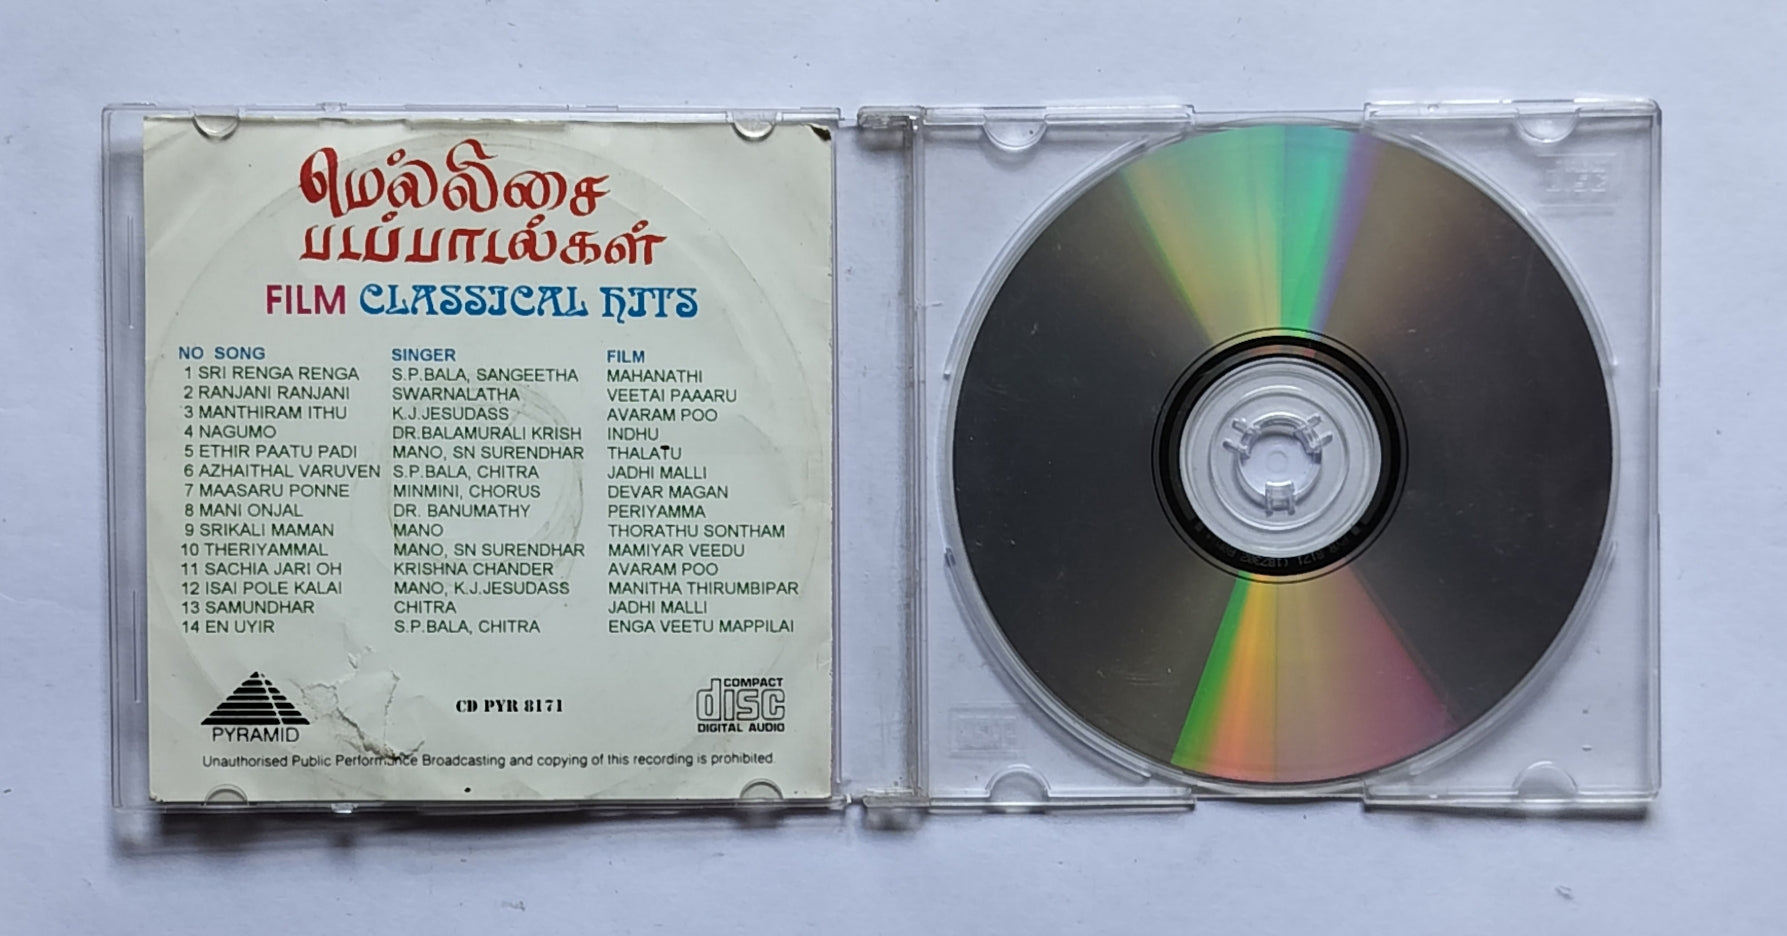 மெல்லிசை
படப்பாடல்கள்
FILM CLASSICAL HITS
NO SONG SINGER FILM
1 SRI RENGA RENGA S.P.BALA, SANGEETHA MAHANATHI
2 RANJANI RANJANI SWARNALATHA VEETAI PAAARU
3 MANTHIRAM ITHU K.J.JESUDASS AVARAM POO
4 NAGUMO DR.BALAMURALI KRISH INDHU
5 ETHIR PAATU PADI MANO, SN SURENDHAR THALATU
6 AZHAITHAL VARUVEN S.P.BALA, CHITRA JADHI MALLI
7 MAASARU PONNE MINMINI, CHORUS DEVAR MAGAN
8 MANI ONJAL DR. BANUMATHY PERIYAMMA
9 SRIKALI MAMAN MANO THORATHU SONTHAM
10 THERIYAMMAL MANO, SN SURENDHAR MAMIYAR VEEDU
11 SACHIA JARI OH KRISHNA CHANDER AVARAM POO
12 ISAI POLE KALAI MANO, K.J.JESUDASS MANITHA THIRUMBIPAR
13 SAMUNDHAR CHITRA JADHI MALLI
14 EN UYIR S.P.BALA, CHITRA ENGA VEETU MAPPILAI
PYRAMID
CD PYR 8171
COMPACT
disc
DIGITAL AUDIO
Unauthorised Public Performance Broadcasting and copying of this recording is prohibited.